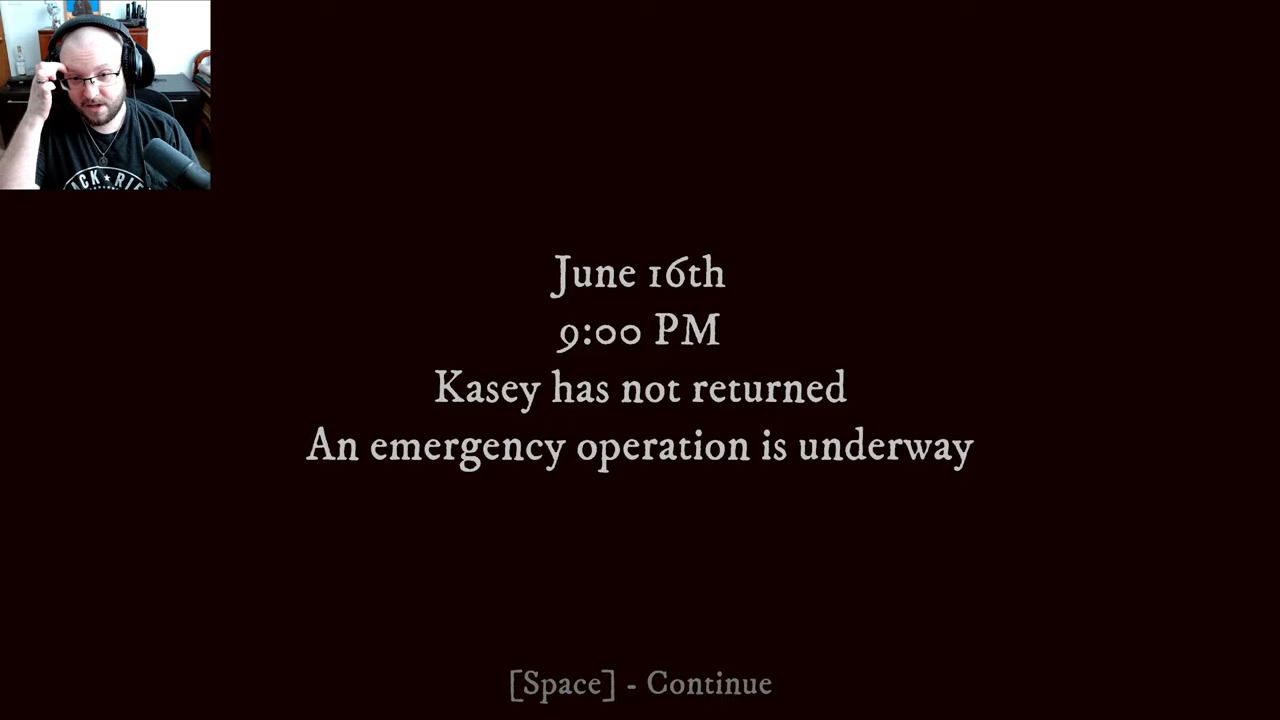 June 16th
9:00 PM
Kasey has not returned
An emergency operation is underway
[Space] - Continue